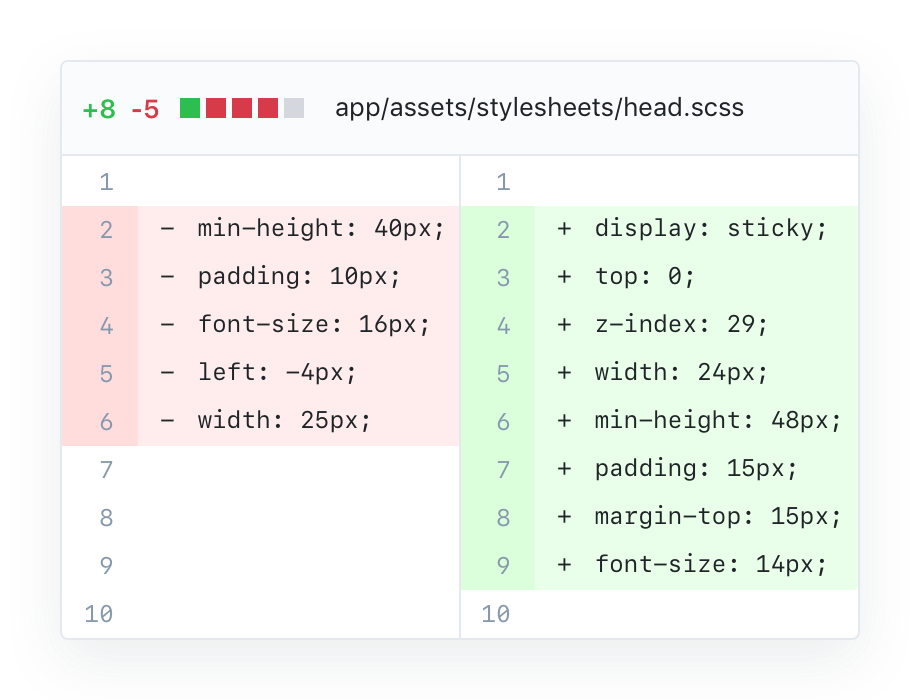 +8 -5 app/assets/stylesheets/head.scss
1
2 - min-height: 40px;
3 - padding: 10px;
4 - font-size: 16px;
5 - left: -4px;
6 - width: 25px;
7
8
9
10
1
2 + display: sticky;
3 + top: 0;
4 + z-index: 29;
5 + width: 24px;
6 + min-height: 48px;
7 + padding: 15px;
8 + margin-top: 15px;
9 + font-size: 14px;
10